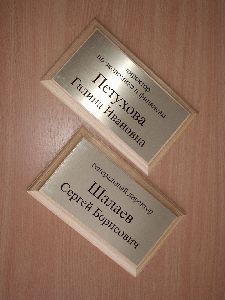 директор
по экономике и финансам
Петухова
Галина Ивановна
генеральный директор
Шалаев
Сергей Борисович